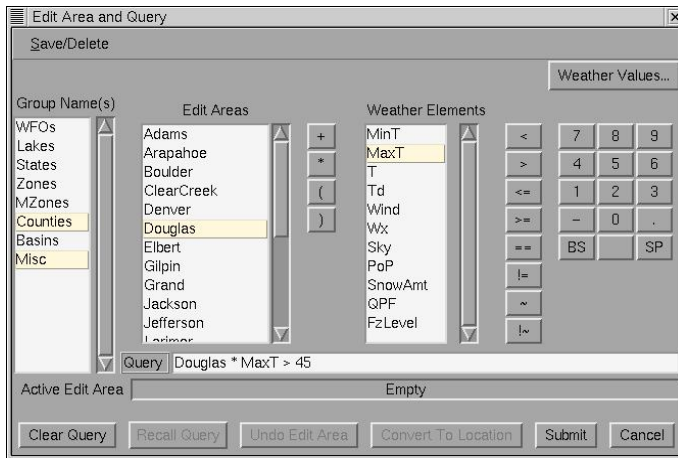 Edit Area and Query
Save/Delete
Weather Values...
Group Name(s)
WFOs
Lakes
States
Zones
MZones
Counties
Basins
Misc
Edit Areas
Adams
Arapahoe
Boulder
ClearCreek
Denver
Douglas
Elbert
Gilpin
Grand
Jackson
Jefferson
Larimer
+
*
(
)
Weather Elements
MinT
MaxT
T
Td
Wind
Wx
Sky
PoP
SnowAmt
QPF
FzLevel
<
>
<=
>=
==
!=
~
!~
7 8 9
4 5 6
1 2 3
- 0 .
BS SP
Query Douglas * MaxT > 45
Active Edit Area Empty
Clear Query Recall Query Undo Edit Area Convert To Location Submit Cancel